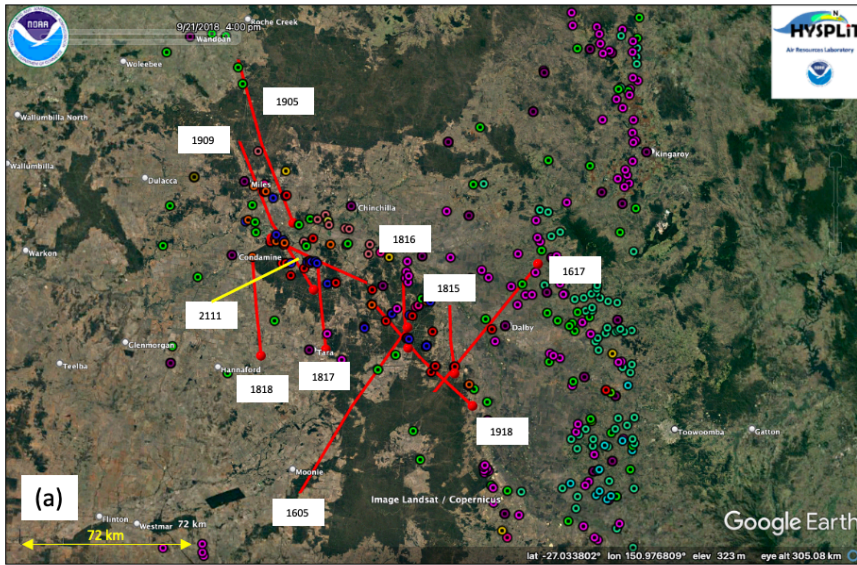 NOAA
9/21/2018 4:00 pm
Roche Creek
Wandoan
Woleebee
HYSPLIT
Air Resources Laboratory
1905
Wallumbilla North
1909
Kingaroy
Wallumbilla
Dulacca
Miles
Chinchilla
1816
Warkon
Condamine
1617
1815
2111
Dalby
Glenmorgan
Tara
Teelba
Hannaford
1818
1817
1918
Toowoomba
Gatton
Moonie
(a)
1605
Image Landsat / Copernicus
Flinton
Westmar
72 km
72 km
Google Earth
lat -27.033802° lon 150.976809° elev 323 m eye alt 305.08 km